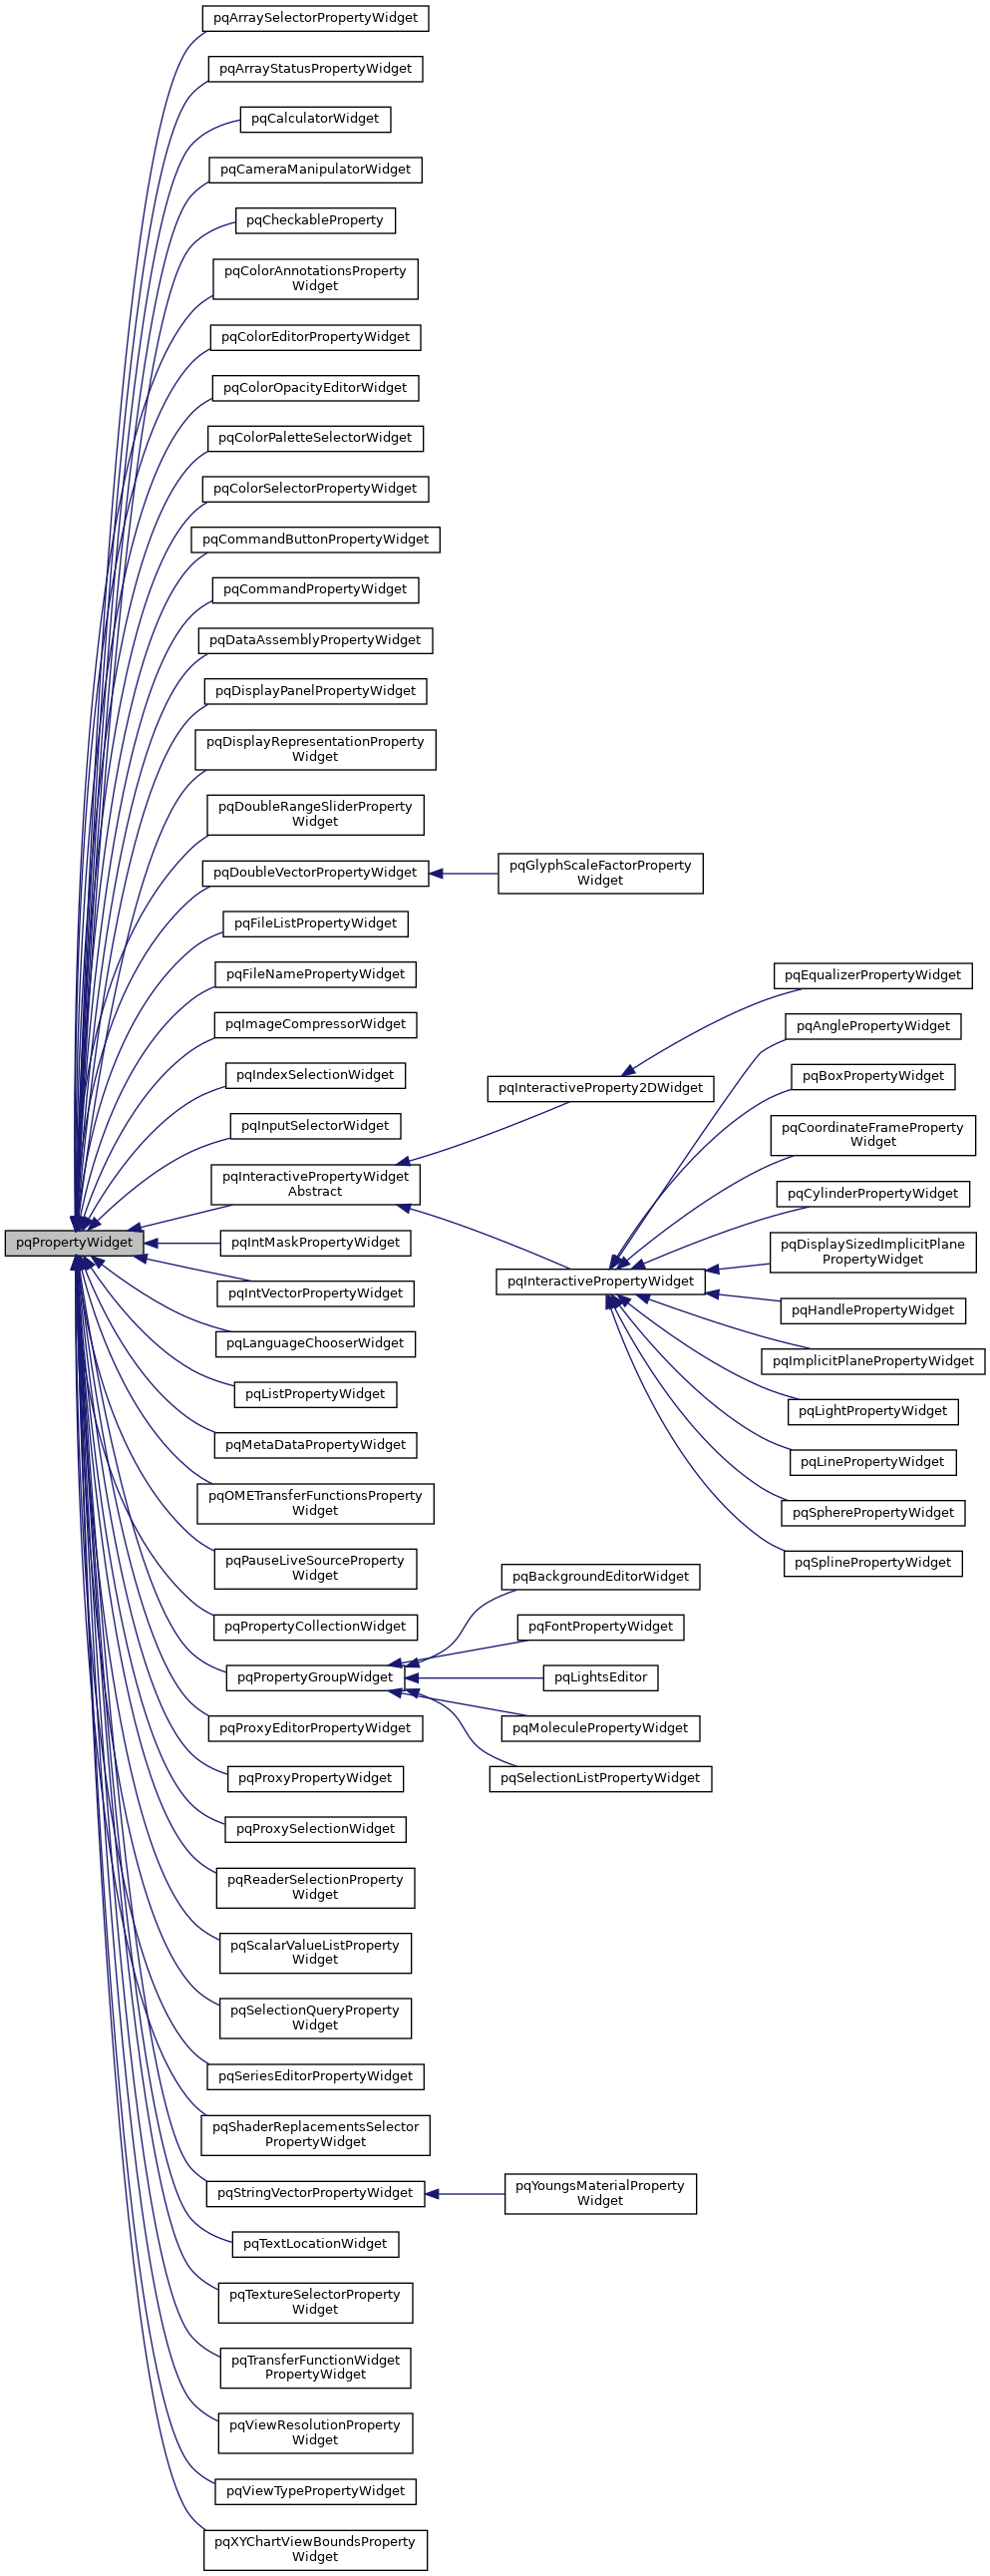 pqArraySelectorPropertyWidget
pqArrayStatusPropertyWidget
pqCalculatorWidget
pqCameraManipulatorWidget
pqCheckableProperty
pqColorAnnotationsProperty
Widget
pqColorEditorPropertyWidget
pqColorOpacityEditorWidget
pqColorPaletteSelectorWidget
pqColorSelectorPropertyWidget
pqCommandButtonPropertyWidget
pqCommandPropertyWidget
pqDataAssemblyPropertyWidget
pqDisplayPanelPropertyWidget
pqDisplayRepresentationProperty
Widget
pqDoubleRangeSliderProperty
Widget
pqDoubleVectorPropertyWidget
pqGlyphScaleFactorProperty
Widget
pqFileListPropertyWidget
pqFileNamePropertyWidget
pqImageCompressorWidget
pqIndexSelectionWidget
pqInputSelectorWidget
pqInteractivePropertyWidget
Abstract
pqInteractiveProperty2DWidget
pqEqualizerPropertyWidget
pqInteractivePropertyWidget
pqAnglePropertyWidget
pqBoxPropertyWidget
pqCoordinateFrameProperty
Widget
pqCylinderPropertyWidget
pqDisplaySizedImplicitPlane
PropertyWidget
pqHandlePropertyWidget
pqImplicitPlanePropertyWidget
pqLightPropertyWidget
pqLinePropertyWidget
pqSpherePropertyWidget
pqSplinePropertyWidget
pqPropertyWidget
pqIntMaskPropertyWidget
pqIntVectorPropertyWidget
pqLanguageChooserWidget
pqListPropertyWidget
pqMetaDataPropertyWidget
pqOMETransferFunctionsProperty
Widget
pqPauseLiveSourceProperty
Widget
pqPropertyCollectionWidget
pqPropertyGroupWidget
pqBackgroundEditorWidget
pqFontPropertyWidget
pqLightsEditor
pqMoleculePropertyWidget
pqSelectionListPropertyWidget
pqProxyEditorPropertyWidget
pqProxyPropertyWidget
pqProxySelectionWidget
pqReaderSelectionProperty
Widget
pqScalarValueListProperty
Widget
pqSelectionQueryProperty
Widget
pqSeriesEditorPropertyWidget
pqShaderReplacementsSelector
PropertyWidget
pqStringVectorPropertyWidget
pqYoungsMaterialProperty
Widget
pqTextLocationWidget
pqTextureSelectorProperty
Widget
pqTransferFunctionWidget
PropertyWidget
pqViewResolutionProperty
Widget
pqViewTypePropertyWidget
pqXYChartViewBoundsProperty
Widget